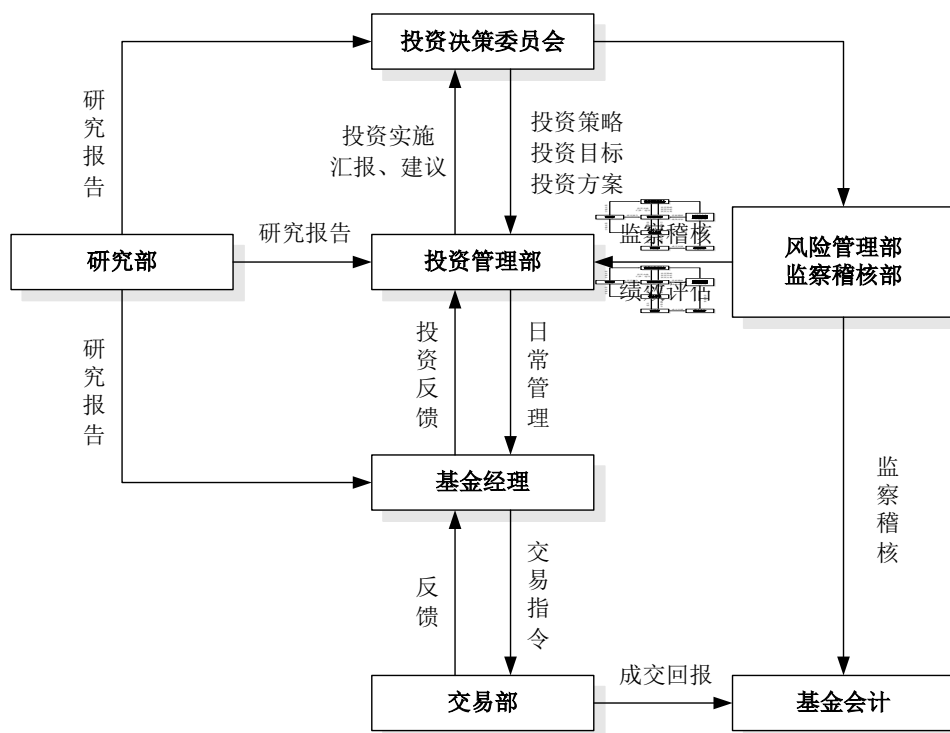 投资决策委员会
研究报告
投资实施
汇报、建议
投资策略
投资目标
投资方案
研究报告
监察稽核
研究部
投资管理部
风险管理部
监察稽核部
绩效评估
研究报告
投资反馈
日常管理
基金经理
监察稽核
反馈
交易指令
成交回报
交易部
基金会计